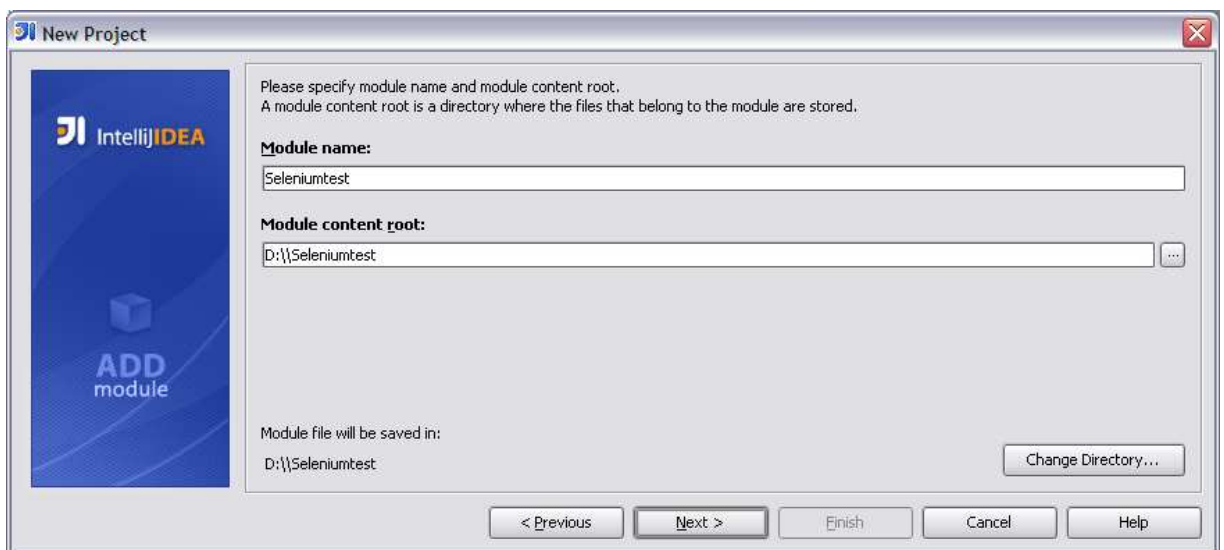 New Project
IntelliJIDEA
ADD
module
Please specify module name and module content root.
A module content root is a directory where the files that belong to the module are stored.
Module name:
Seleniumtest
Module content root:
D:\\Seleniumtest
...
Module file will be saved in:
D:\\Seleniumtest
Change Directory...
< Previous
Next >
Finish
Cancel
Help